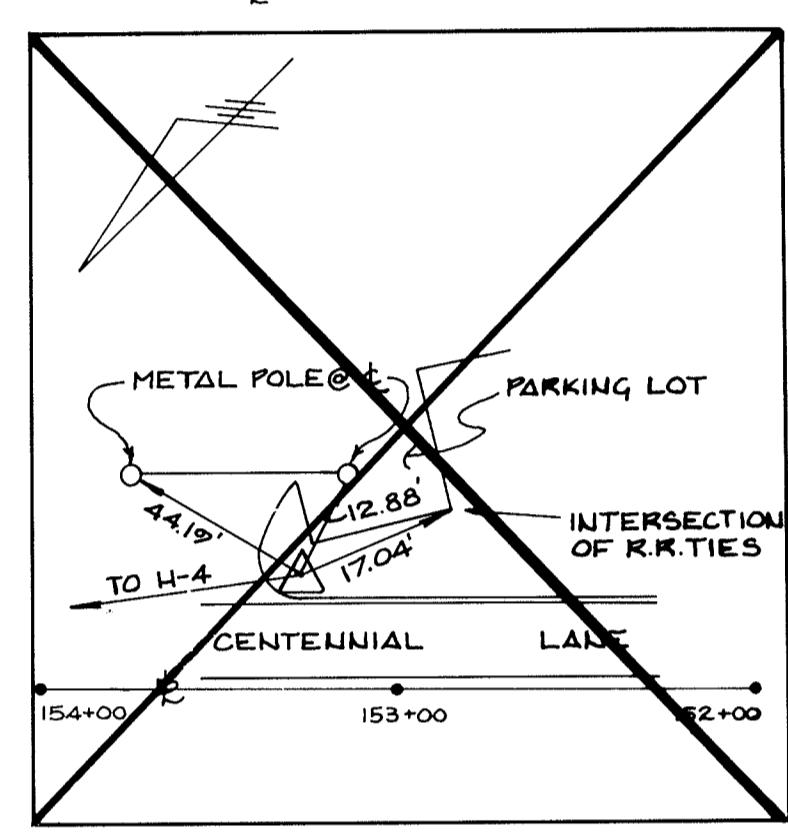 METAL POLE @ ℄
PARKING LOT
12.88'
44.19'
17.04'
INTERSECTION
OF R.R. TIES
TO H-4
CENTENNIAL LANE
℄
154+00 153+00 152+00